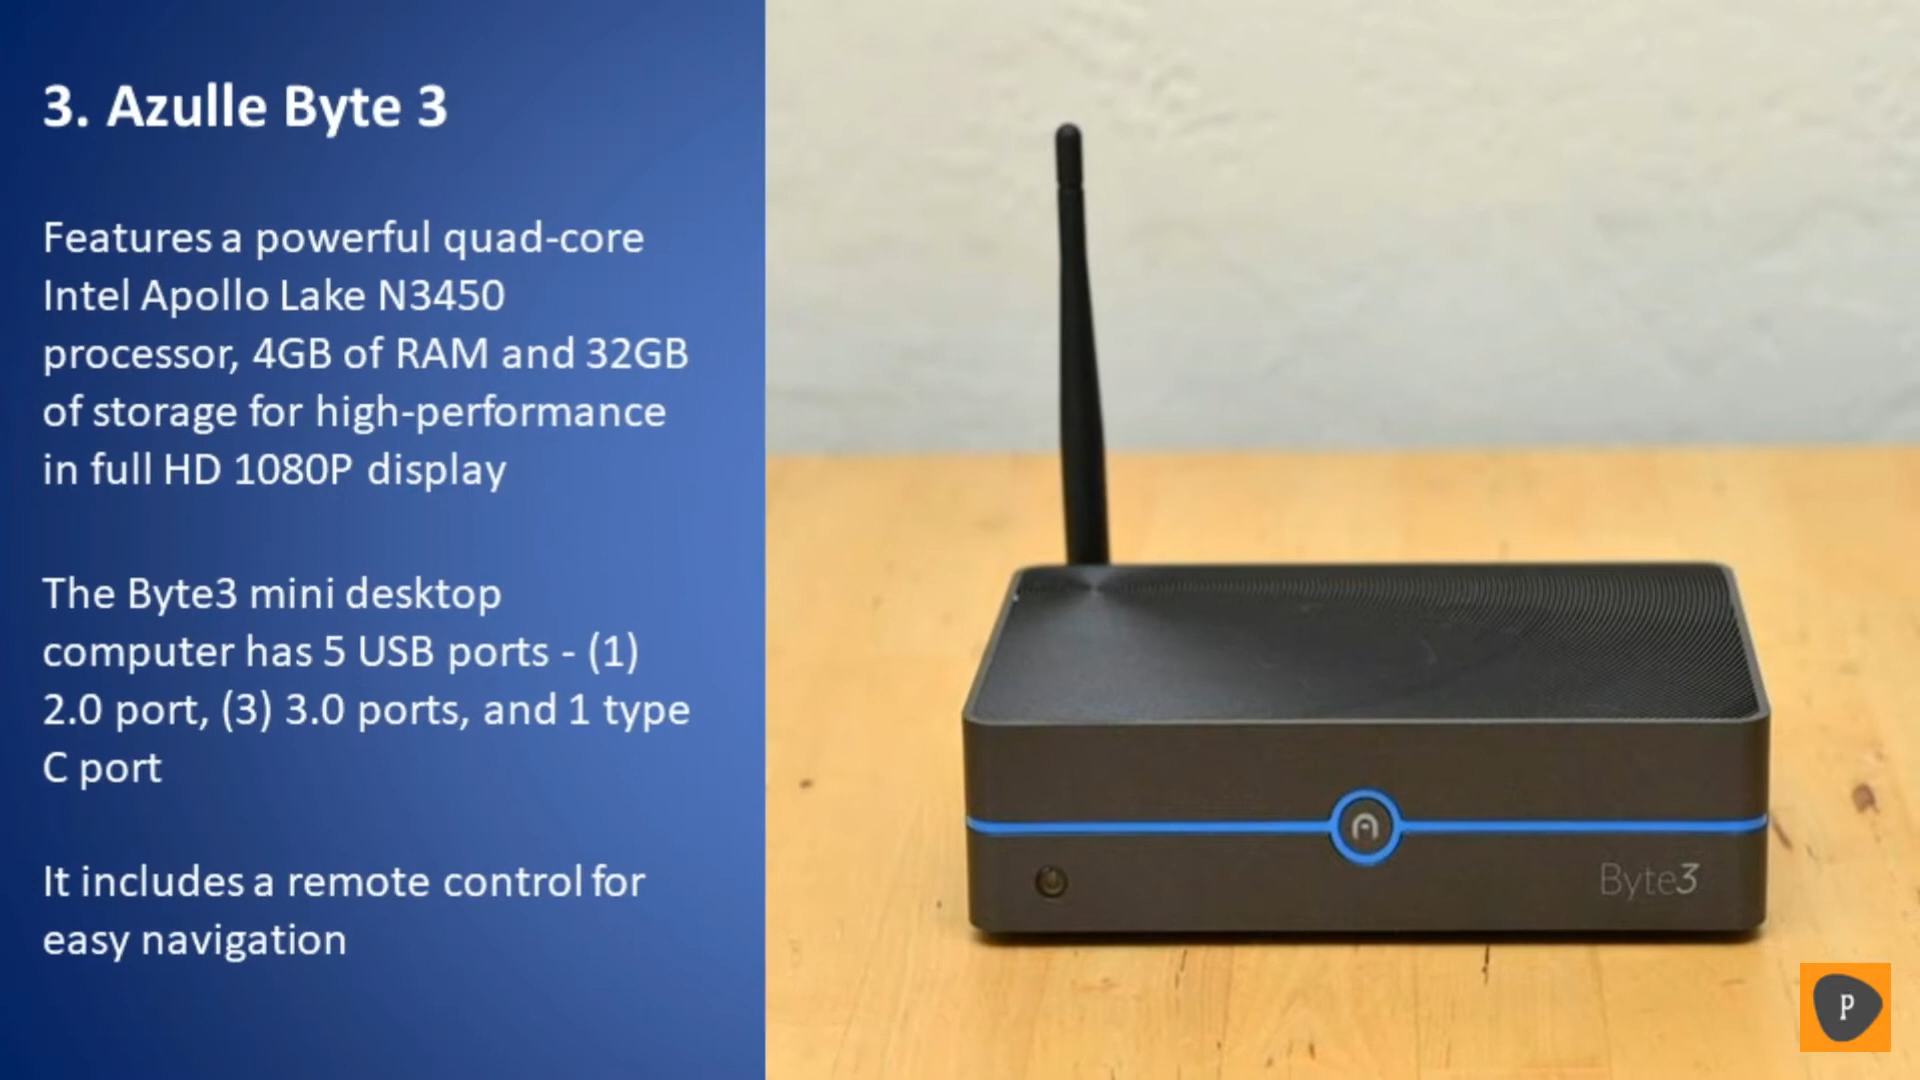 3. Azulle Byte 3
Features a powerful quad-core
Intel Apollo Lake N3450
processor, 4GB of RAM and 32GB
of storage for high-performance
in full HD 1080P display
The Byte3 mini desktop
computer has 5 USB ports - (1)
2.0 port, (3) 3.0 ports, and 1 type
C port
It includes a remote control for
easy navigation
Byte3
P